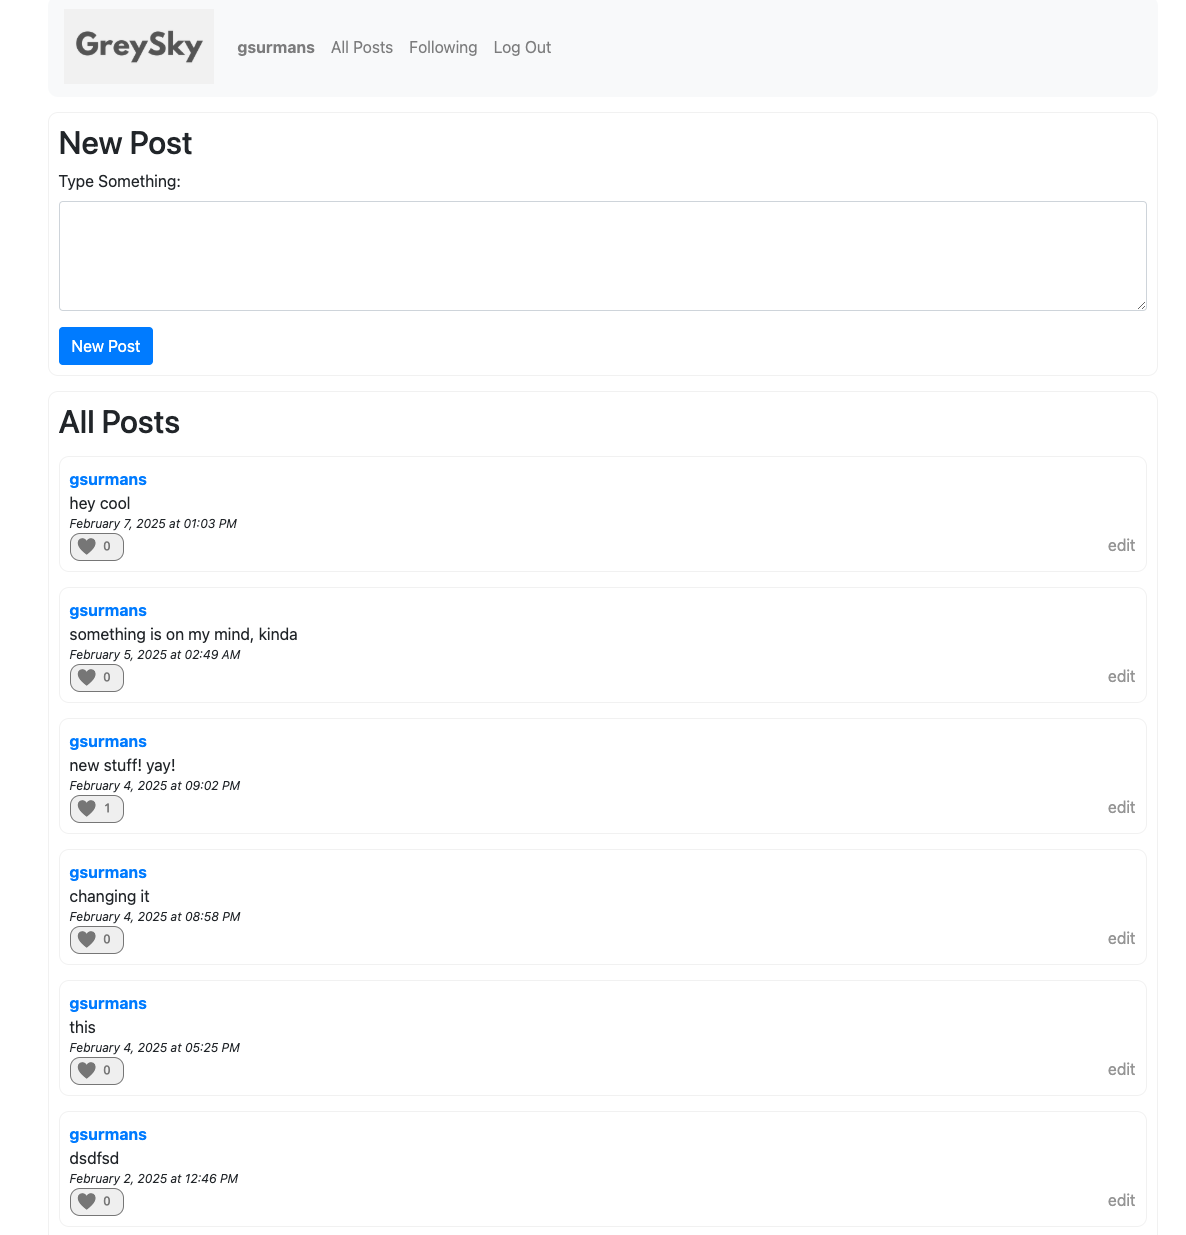 GreySky gsurmans All Posts Following Log Out
New Post
Type Something:
New Post
All Posts
gsurmans
hey cool
February 7, 2025 at 01:03 PM
0 edit
gsurmans
something is on my mind, kinda
February 5, 2025 at 02:49 AM
0 edit
gsurmans
new stuff! yay!
February 4, 2025 at 09:02 PM
1 edit
gsurmans
changing it
February 4, 2025 at 08:58 PM
0 edit
gsurmans
this
February 4, 2025 at 05:25 PM
0 edit
gsurmans
dsdfsd
February 2, 2025 at 12:46 PM
0 edit